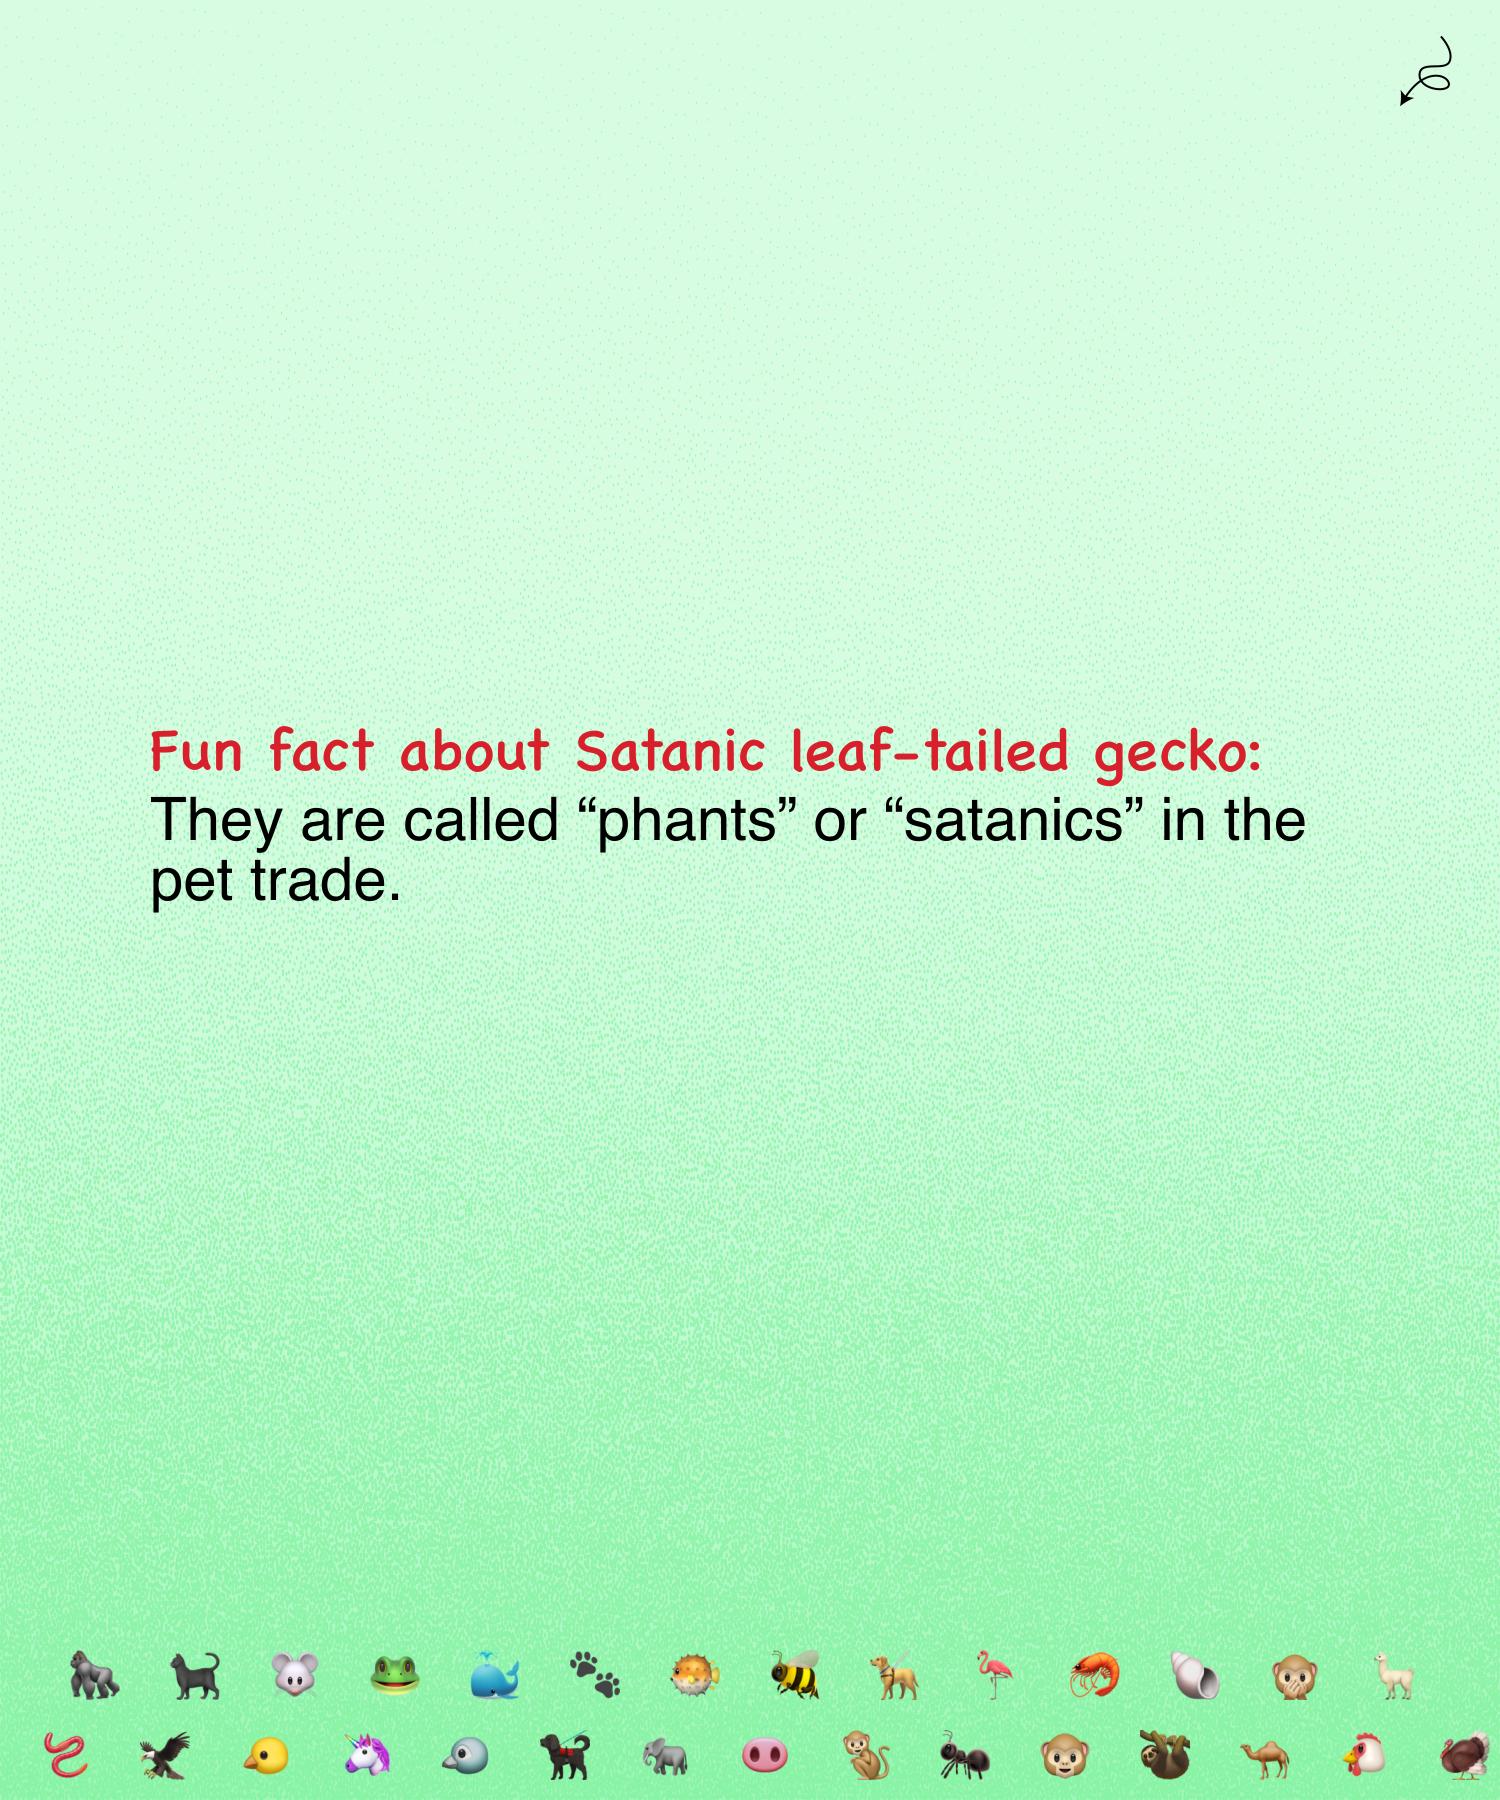 Fun fact about Satanic leaf-tailed gecko:
They are called “phants” or “satanics” in the
pet trade.